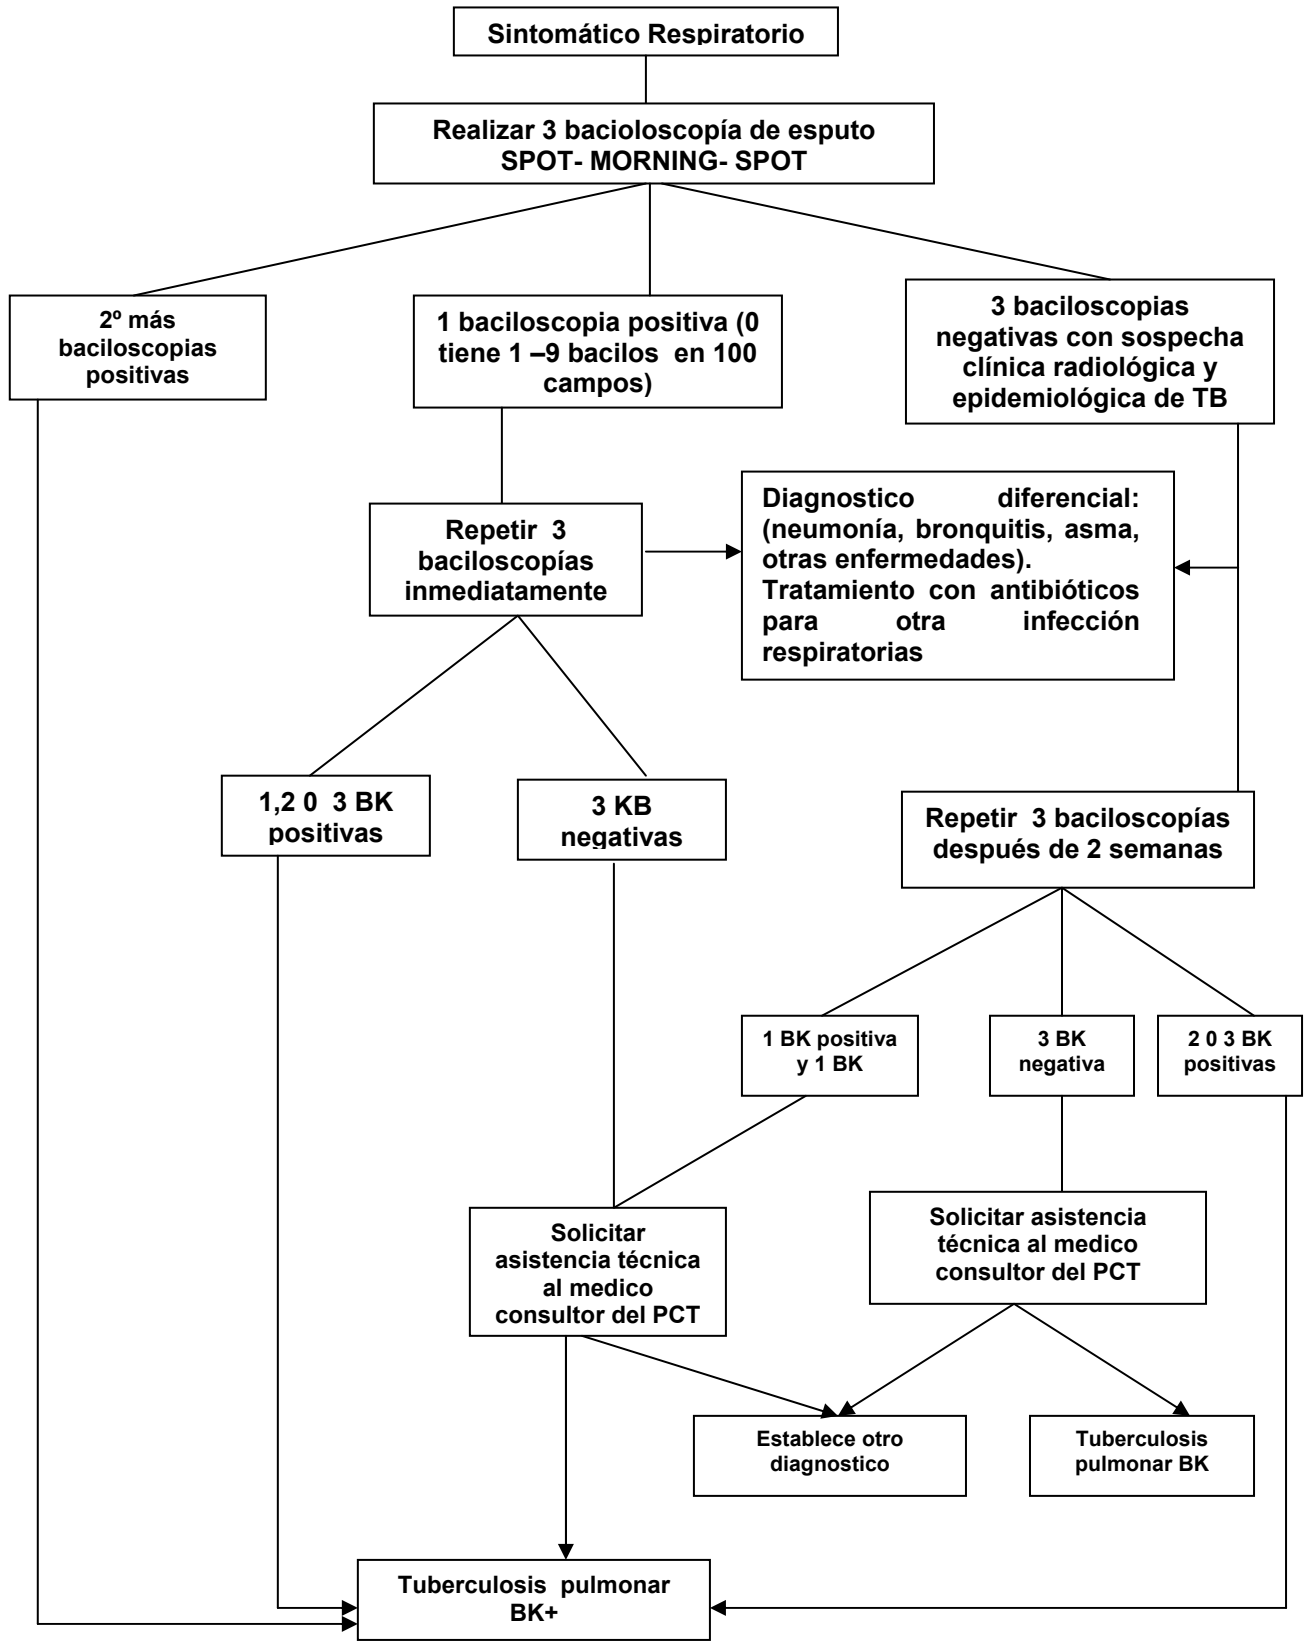 Sintomático Respiratorio
Realizar 3 bacioloscopía de esputo
SPOT- MORNING- SPOT
2º más
baciloscopias
positivas
1 baciloscopia positiva (0
tiene 1 –9 bacilos en 100
campos)
3 baciloscopias
negativas con sospecha
clínica radiológica y
epidemiológica de TB
Repetir 3
baciloscopías
inmediatamente
Diagnostico diferencial:
(neumonía, bronquitis, asma,
otras enfermedades).
Tratamiento con antibióticos
para otra infección
respiratorias
1,2 0 3 BK
positivas
3 KB
negativas
Repetir 3 baciloscopías
después de 2 semanas
1 BK positiva
y 1 BK
3 BK
negativa
2 0 3 BK
positivas
Solicitar
asistencia técnica
al medico
consultor del PCT
Solicitar asistencia
técnica al medico
consultor del PCT
Establece otro
diagnostico
Tuberculosis
pulmonar BK
Tuberculosis pulmonar
BK+